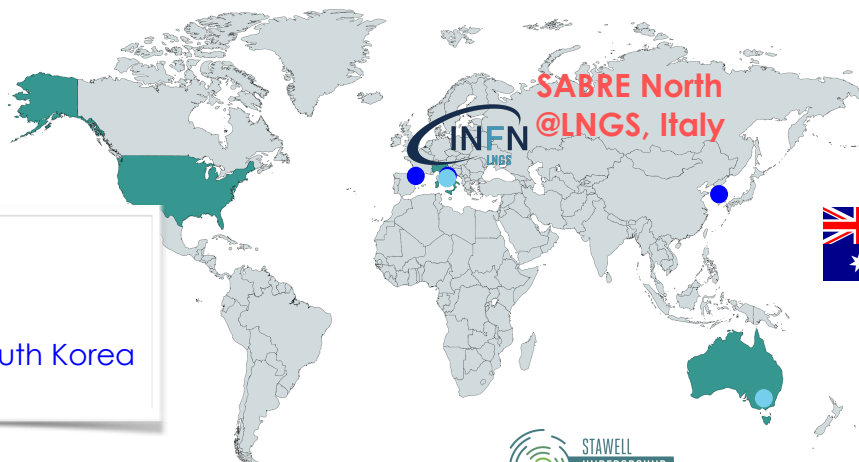 SABRE North
@LNGS, Italy
INFN
LNGS
uth Korea
STAWELL